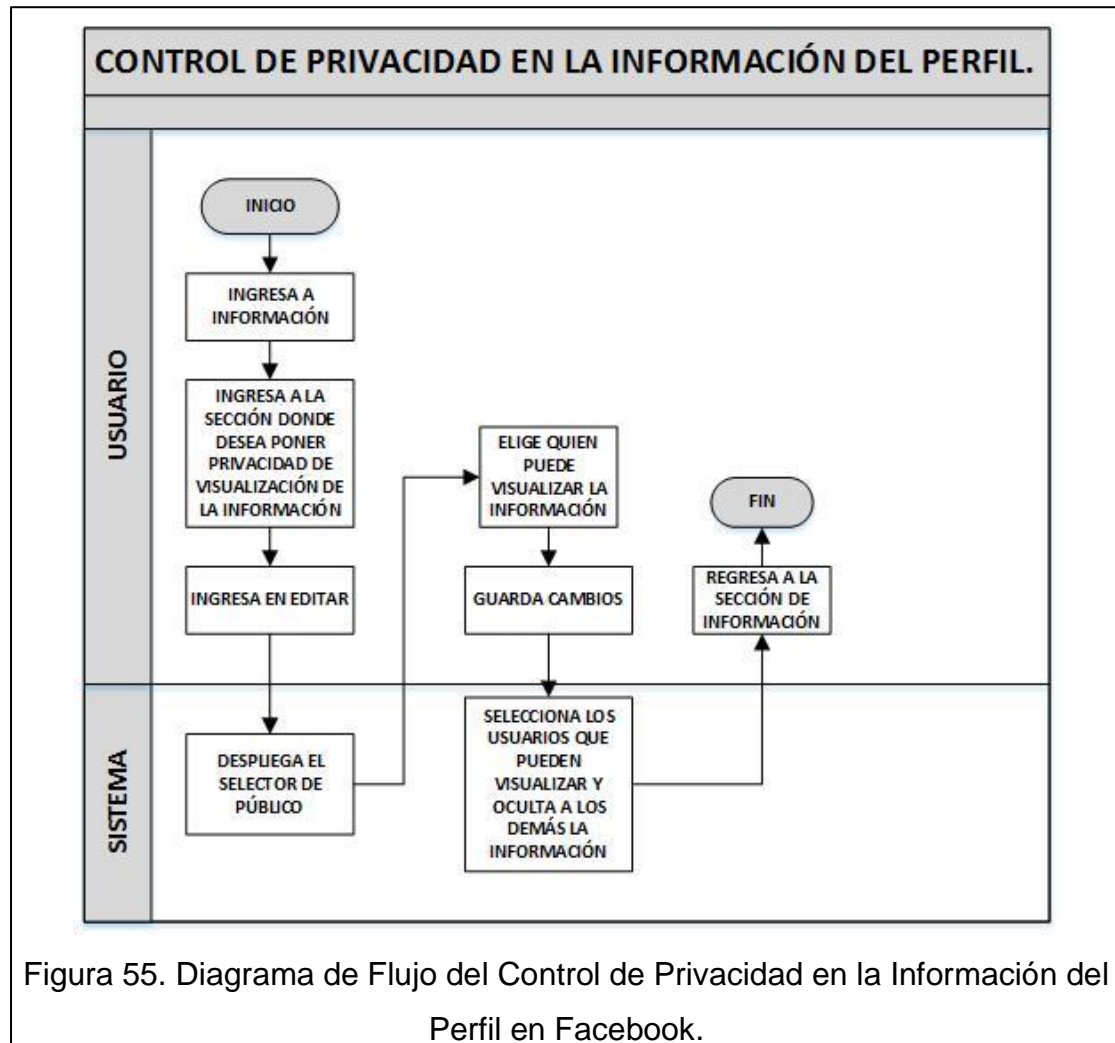 CONTROL DE PRIVACIDAD EN LA INFORMACIÓN DEL PERFIL.
USUARIO
INICIO
INGRESA A
INFORMACIÓN
INGRESA A LA
SECCIÓN DONDE
DESEA PONER
PRIVACIDAD DE
VISUALIZACIÓN DE
LA INFORMACIÓN
INGRESA EN EDITAR
ELIGE QUIEN
PUEDE
VISUALIZAR LA
INFORMACIÓN
GUARDA CAMBIOS
FIN
REGRESA A LA
SECCIÓN DE
INFORMACIÓN
SISTEMA
DESPLIEGA EL
SELECTOR DE
PÚBLICO
SELECCIONA LOS
USUARIOS QUE
PUEDEN
VISUALIZAR Y
OCULTA A LOS
DEMÁS LA
INFORMACIÓN
Figura 55. Diagrama de Flujo del Control de Privacidad en la Información del
Perfil en Facebook.